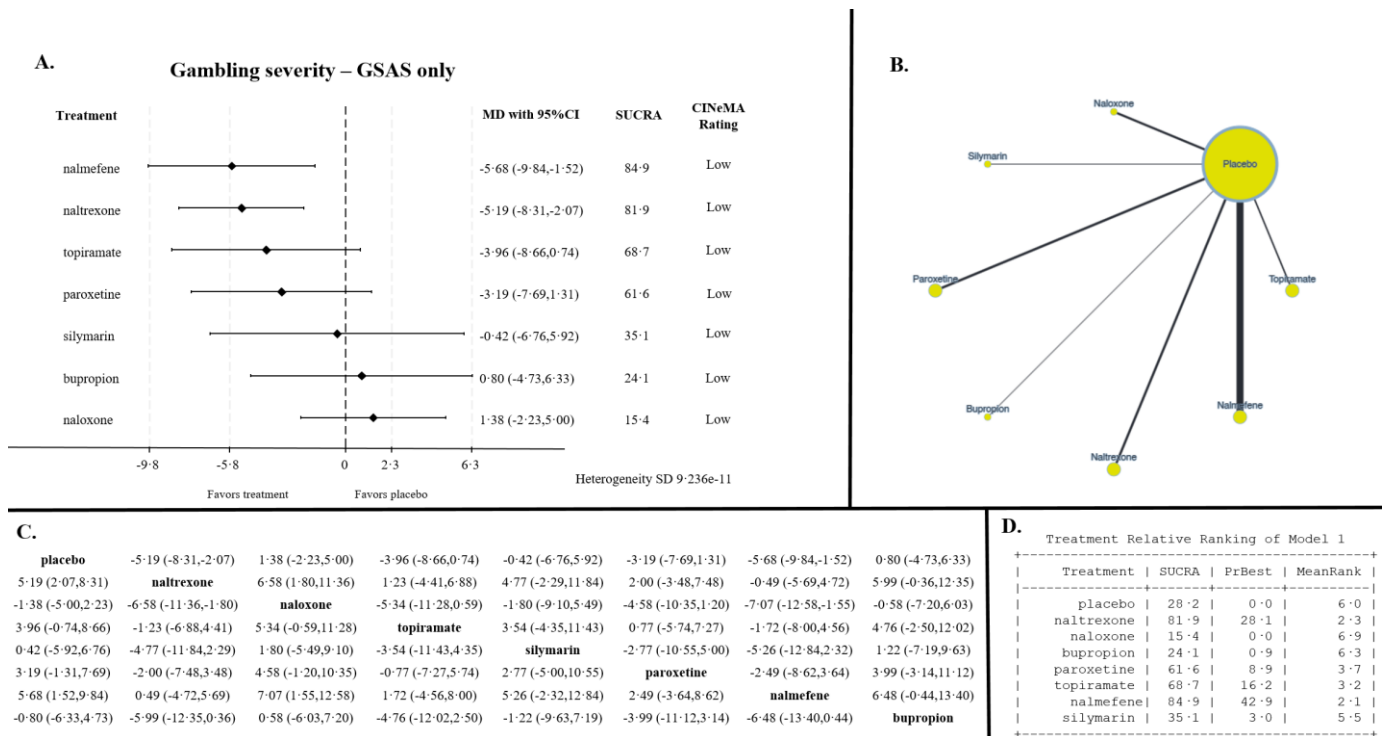 A.
Gambling severity – GSAS only
Treatment MD with 95%CI SUCRA CINeMA Rating
nalmefene -5·68 (-9·84,-1·52) 84·9 Low
naltrexone -5·19 (-8·31,-2·07) 81·9 Low
topiramate -3·96 (-8·66,0·74) 68·7 Low
paroxetine -3·19 (-7·69,1·31) 61·6 Low
silymarin -0·42 (-6·76,5·92) 35·1 Low
bupropion 0·80 (-4·73,6·33) 24·1 Low
naloxone 1·38 (-2·23,5·00) 15·4 Low
-9·8 -5·8 0 2·3 6·3
Heterogeneity SD 9·236e-11
Favors treatment Favors placebo
B.
Naloxone
Silymarin
Placebo
Paroxetine
Topiramate
Bupropion
Nalmefene
Naltrexone
C.
placebo -5·19 (-8·31,-2·07) 1·38 (-2·23,5·00) -3·96 (-8·66,0·74) -0·42 (-6·76,5·92) -3·19 (-7·69,1·31) -5·68 (-9·84,-1·52) 0·80 (-4·73,6·33)
5·19 (2·07,8·31) naltrexone 6·58 (1·80,11·36) 1·23 (-4·41,6·88) 4·77 (-2·29,11·84) 2·00 (-3·48,7·48) -0·49 (-5·69,4·72) 5·99 (-0·36,12·35)
-1·38 (-5·00,2·23) -6·58 (-11·36,-1·80) naloxone -5·34 (-11·28,0·59) -1·80 (-9·10,5·49) -4·58 (-10·35,1·20) -7·07 (-12·58,-1·55) -0·58 (-7·20,6·03)
3·96 (-0·74,8·66) -1·23 (-6·88,4·41) 5·34 (-0·59,11·28) topiramate 3·54 (-4·35,11·43) 0·77 (-5·74,7·27) -1·72 (-8·00,4·56) 4·76 (-2·50,12·02)
0·42 (-5·92,6·76) -4·77 (-11·84,2·29) 1·80 (-5·49,9·10) -3·54 (-11·43,4·35) silymarin -2·77 (-10·55,5·00) -5·26 (-12·84,2·32) 1·22 (-7·19,9·63)
3·19 (-1·31,7·69) -2·00 (-7·48,3·48) 4·58 (-1·20,10·35) -0·77 (-7·27,5·74) 2·77 (-5·00,10·55) paroxetine -2·49 (-8·62,3·64) 3·99 (-3·14,11·12)
5·68 (1·52,9·84) 0·49 (-4·72,5·69) 7·07 (1·55,12·58) 1·72 (-4·56,8·00) 5·26 (-2·32,12·84) 2·49 (-3·64,8·62) nalmefene 6·48 (-0·44,13·40)
-0·80 (-6·33,4·73) -5·99 (-12·35,0·36) 0·58 (-6·03,7·20) -4·76 (-12·02,2·50) -1·22 (-9·63,7·19) -3·99 (-11·12,3·14) -6·48 (-13·40,0·44) bupropion
D.
Treatment Relative Ranking of Model 1
Treatment | SUCRA | PrBest | MeanRank
placebo | 28·2 | 0·0 | 6·0
naltrexone | 81·9 | 28·1 | 2·3
naloxone | 15·4 | 0·0 | 6·9
bupropion | 24·1 | 0·9 | 6·3
paroxetine | 61·6 | 8·9 | 3·7
topiramate | 68·7 | 16·2 | 3·2
nalmefene| 84·9 | 42·9 | 2·1
silymarin | 35·1 | 3·0 | 5·5